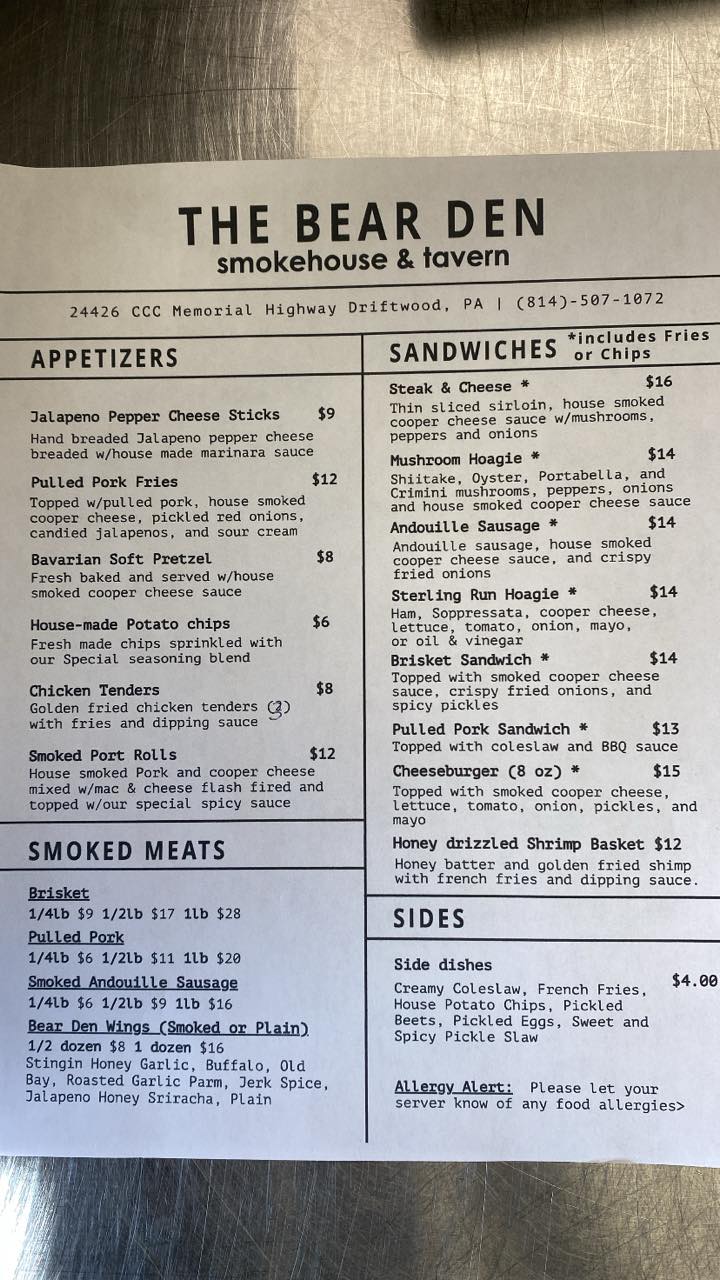 THE BEAR DEN
smokehouse & tavern
24426 CCC Memorial Highway Driftwood, PA | (814)-507-1072
APPETIZERS
Jalapeno Pepper Cheese Sticks $9
Hand breaded Jalapeno pepper cheese
breaded w/house made marinara sauce
Pulled Pork Fries $12
Topped w/pulled pork, house smoked
cooper cheese, pickled red onions,
candied jalapenos, and sour cream
Bavarian Soft Pretzel $8
Fresh baked and served w/house
smoked cooper cheese sauce
House-made Potato chips $6
Fresh made chips sprinkled with
our Special seasoning blend
Chicken Tenders $8
Golden fried chicken tenders (3)
with fries and dipping sauce
Smoked Port Rolls $12
House smoked Pork and cooper cheese
mixed w/mac & cheese flash fired and
topped w/our special spicy sauce
SMOKED MEATS
Brisket
1/4lb $9 1/2lb $17 1lb $28
Pulled Pork
1/4lb $6 1/2lb $11 1lb $20
Smoked Andouille Sausage
1/4lb $6 1/2lb $9 1lb $16
Bear Den Wings (Smoked or Plain)
1/2 dozen $8 1 dozen $16
Stingin Honey Garlic, Buffalo, Old
Bay, Roasted Garlic Parm, Jerk Spice,
Jalapeno Honey Sriracha, Plain
SANDWICHES *includes Fries
or Chips
Steak & Cheese * $16
Thin sliced sirloin, house smoked
cooper cheese sauce w/mushrooms,
peppers and onions
Mushroom Hoagie * $14
Shiitake, Oyster, Portabella, and
Crimini mushrooms, peppers, onions
and house smoked cooper cheese sauce
Andouille Sausage * $14
Andouille sausage, house smoked
cooper cheese sauce, and crispy
fried onions
Sterling Run Hoagie * $14
Ham, Soppressata, cooper cheese,
lettuce, tomato, onion, mayo,
or oil & vinegar
Brisket Sandwich * $14
Topped with smoked cooper cheese
sauce, crispy fried onions, and
spicy pickles
Pulled Pork Sandwich * $13
Topped with coleslaw and BBQ sauce
Cheeseburger (8 oz) * $15
Topped with smoked cooper cheese,
lettuce, tomato, onion, pickles, and
mayo
Honey drizzled Shrimp Basket $12
Honey batter and golden fried shimp
with french fries and dipping sauce.
SIDES
Side dishes $4.00
Creamy Coleslaw, French Fries,
House Potato Chips, Pickled
Beets, Pickled Eggs, Sweet and
Spicy Pickle Slaw
Allergy Alert: Please let your
server know of any food allergies>